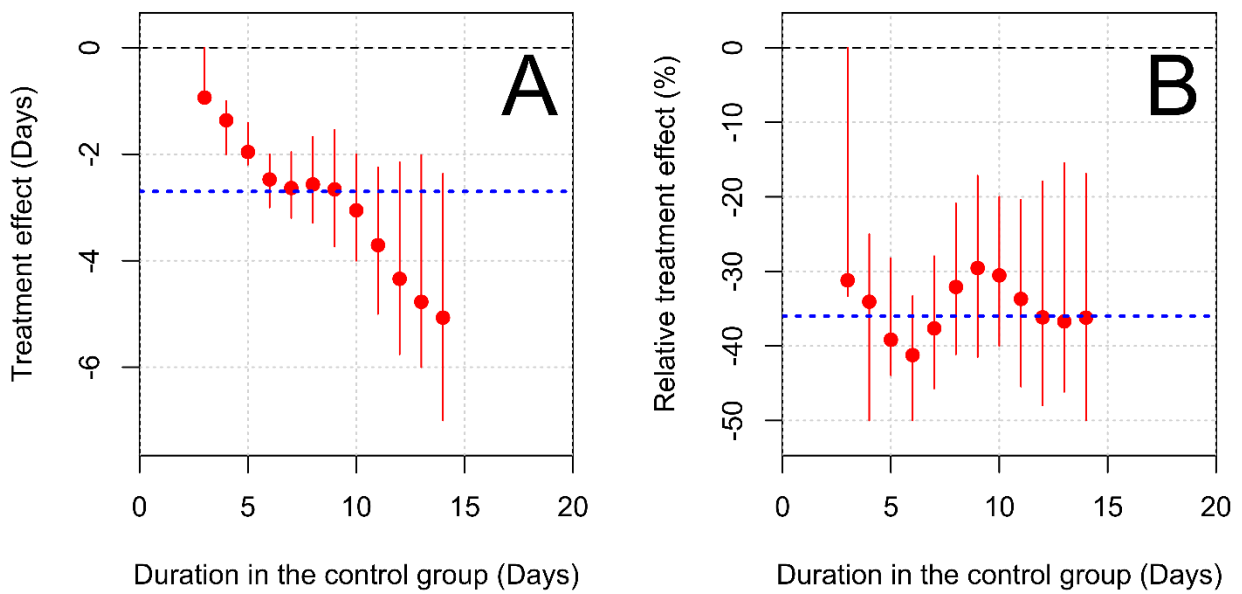 A
Treatment effect (Days)
0
-2
-4
-6
0 5 10 15 20
Duration in the control group (Days)
B
Relative treatment effect (%)
0
-10
-20
-30
-40
-50
0 5 10 15 20
Duration in the control group (Days)